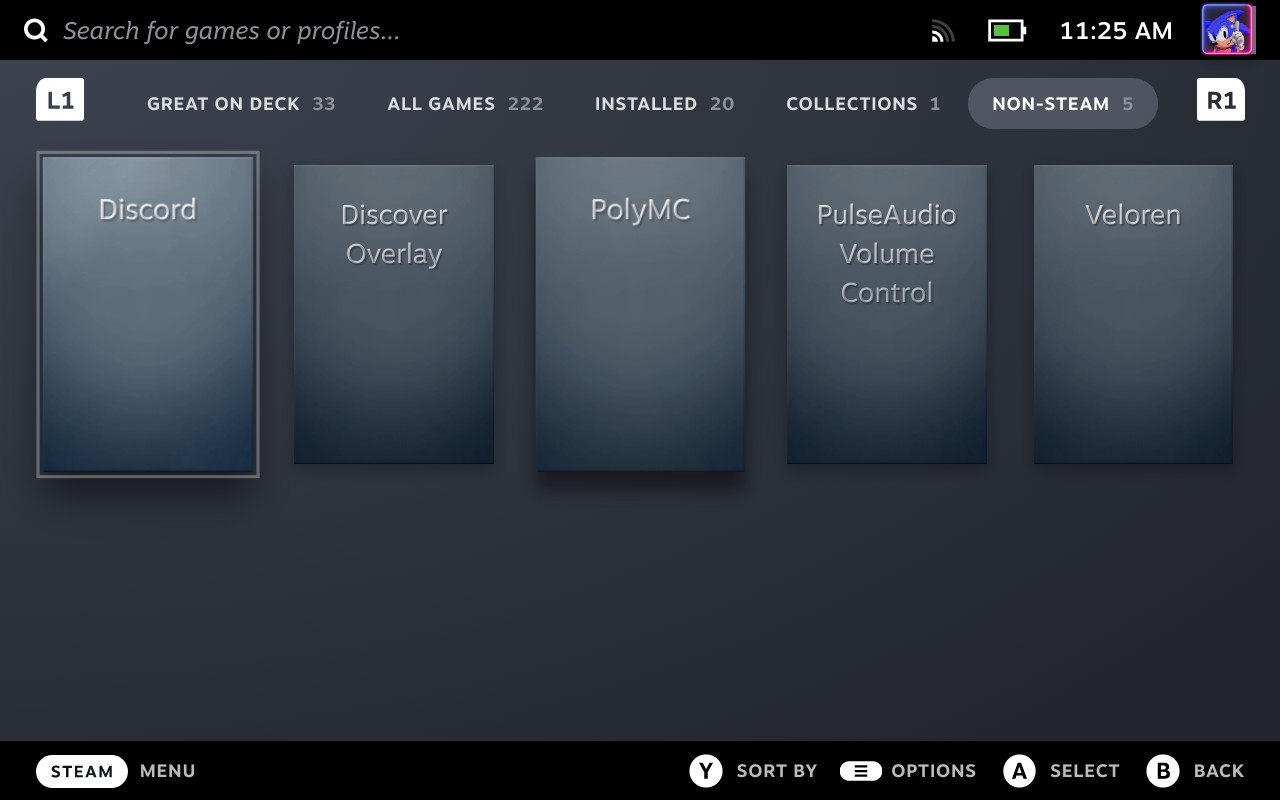 Search for games or profiles...
11:25 AM
L1
GREAT ON DECK 33
ALL GAMES 222
INSTALLED 20
COLLECTIONS 1
NON-STEAM 5
R1
Discord
Discover
Overlay
PolyMC
PulseAudio
Volume
Control
Veloren
STEAM MENU
Y SORT BY
OPTIONS
A SELECT
B BACK